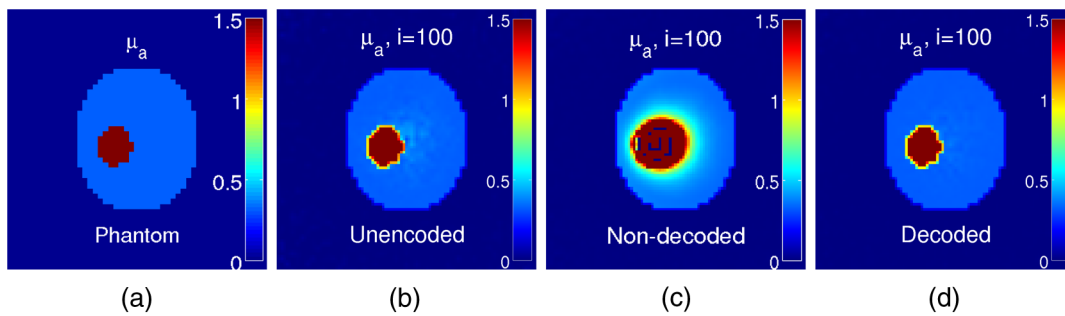 μa
Phantom
1.5
1
0.5
0
(a)
μa, i=100
Unencoded
1.5
1
0.5
0
(b)
μa, i=100
Non-decoded
1.5
1
0.5
0
(c)
μa, i=100
Decoded
1.5
1
0.5
0
(d)